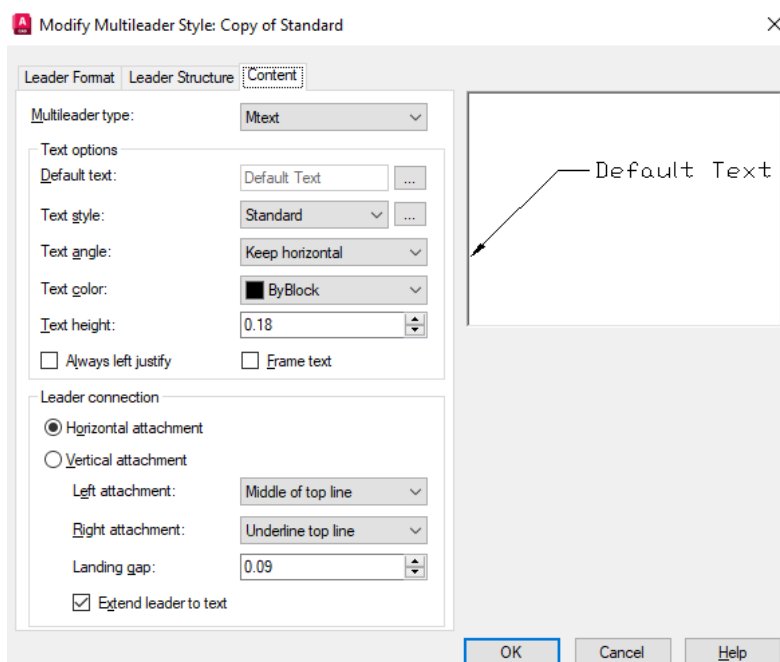 A CAD Modify Multileader Style: Copy of Standard
Leader Format Leader Structure Content
Multileader type: Mtext
Text options
Default text: Default Text ...
Text style: Standard ...
Text angle: Keep horizontal
Text color: ByBlock
Text height: 0.18
Always left justify Frame text
Leader connection
Horizontal attachment
Vertical attachment
Left attachment: Middle of top line
Right attachment: Underline top line
Landing gap: 0.09
Extend leader to text
Default Text
OK Cancel Help